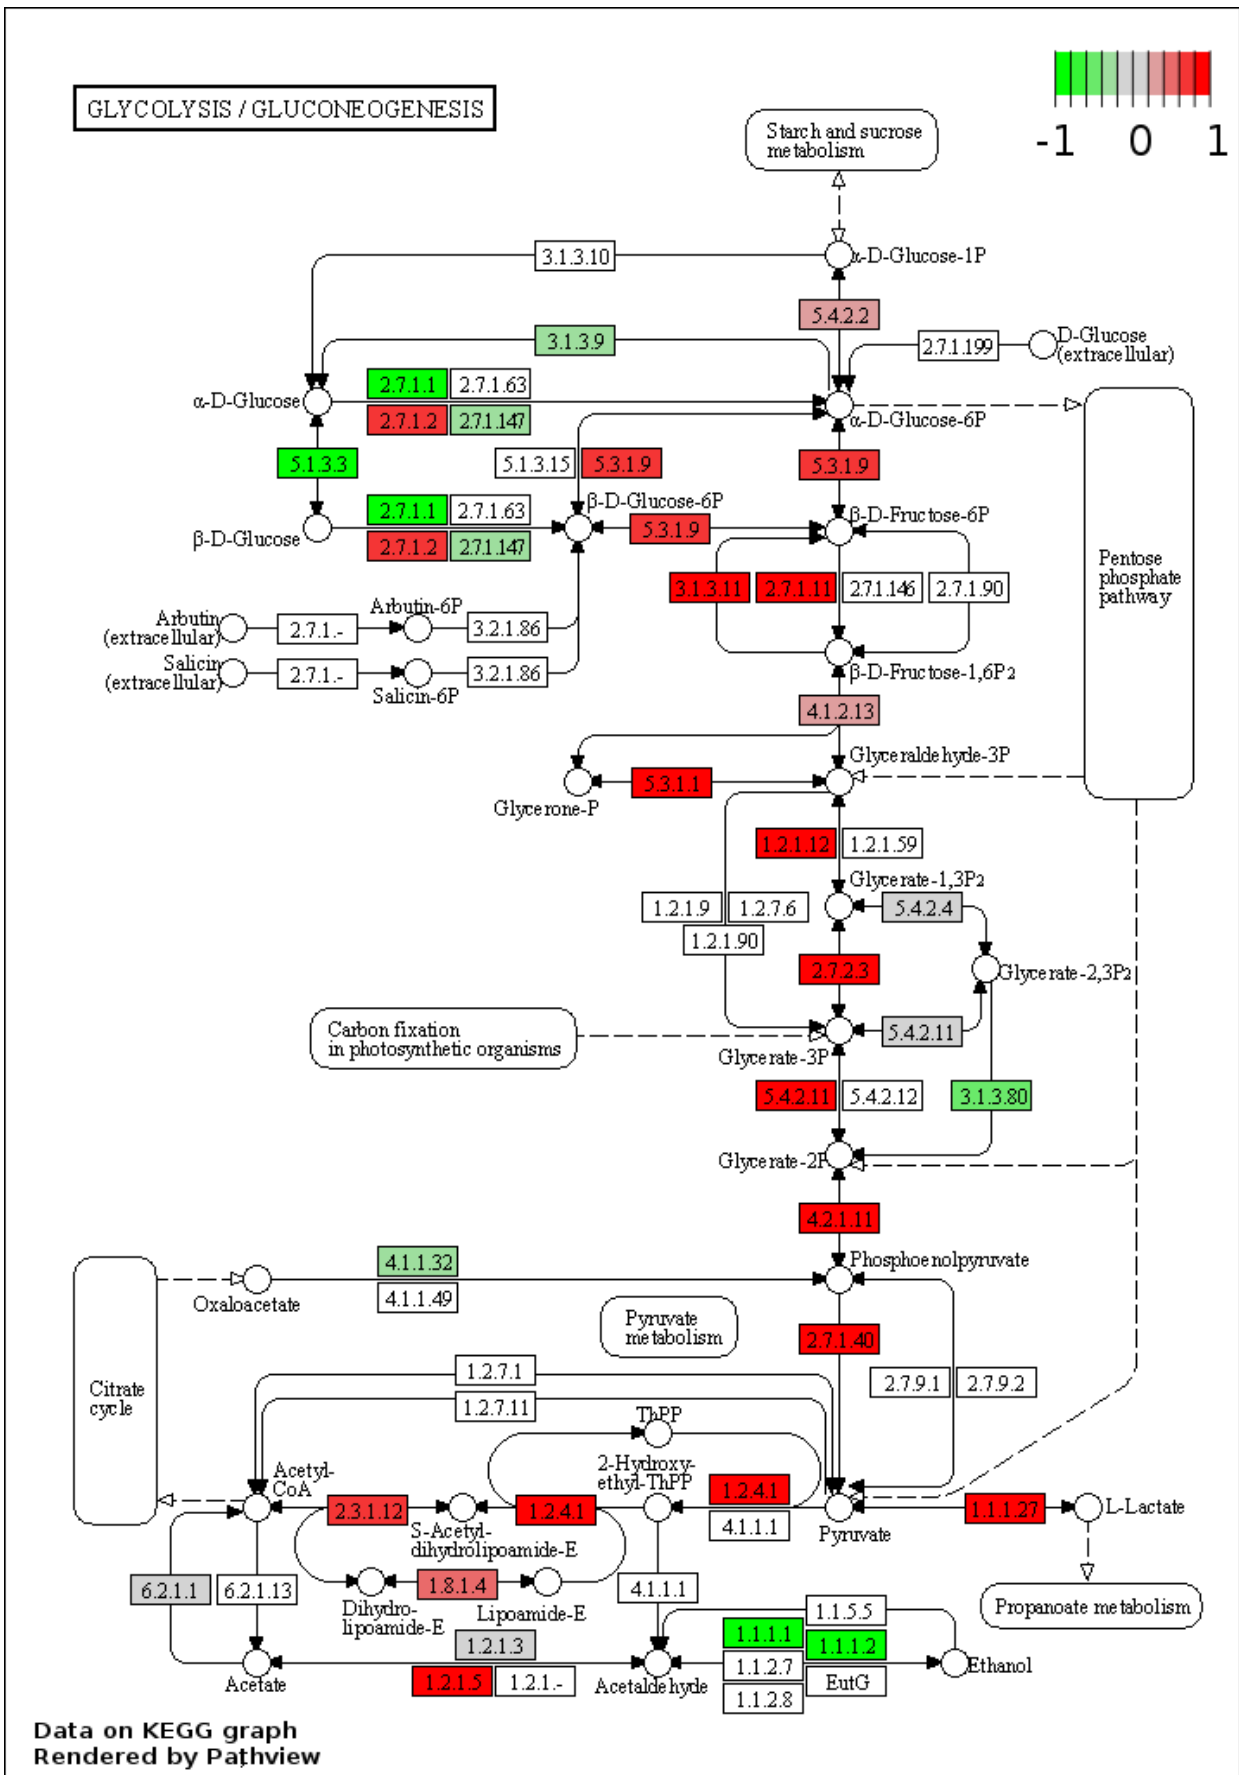 GLYCOLYSIS / GLUCONEOGENESIS
-1 0 1
Starch and sucrose
metabolism
3.1.3.10
α-D-Glucose-1P
5.4.2.2
3.1.3.9
2.7.1.199
D-Glucose
(extracellular)
2.7.1.1
2.7.1.63
α-D-Glucose
2.7.1.2
2.7.1.147
α-D-Glucose-6P
5.1.3.3
5.1.3.15
5.3.1.9
5.3.1.9
2.7.1.1
2.7.1.63
β-D-Glucose-6P
β-D-Glucose
2.7.1.2
2.7.1.147
5.3.1.9
β-D-Fructose-6P
Pentose
phosphate
pathway
3.1.3.11
2.7.1.11
2.7.1.146
2.7.1.90
Arbutin
(extracellular)
2.7.1.-
Arbutin-6P
3.2.1.86
Salicin
(extracellular)
2.7.1.-
Salicin-6P
3.2.1.86
β-D-Fructose-1,6P2
4.1.2.13
Glyceraldehyde-3P
5.3.1.1
Glycerone-P
1.2.1.12
1.2.1.59
Glycerate-1,3P2
1.2.1.9
1.2.7.6
5.4.2.4
1.2.1.90
2.7.2.3
Glycerate-2,3P2
Carbon fixation
in photosynthetic organisms
5.4.2.11
Glycerate-3P
5.4.2.11
5.4.2.12
3.1.3.80
Glycerate-2P
4.2.1.11
4.1.1.32
Phosphoenolpyruvate
Oxaloacetate
4.1.1.49
Pyruvate
metabolism
2.7.1.40
1.2.7.1
2.7.9.1
2.7.9.2
Citrate
cycle
1.2.7.11
ThPP
2-Hydroxy-
ethyl-ThPP
Acetyl-
CoA
1.2.4.1
2.3.1.12
1.2.4.1
4.1.1.1
Pyruvate
1.1.1.27
L-Lactate
S-Acetyl-
dihydrolipoamide-E
6.2.1.1
6.2.1.13
1.8.1.4
4.1.1.1
Dihydro-
lipoamide-E
Lipoamide-E
1.1.5.5
Propanoate metabolism
1.2.1.3
1.1.1.1
1.1.1.2
Acetate
1.2.1.5
1.2.1.-
Acetaldehyde
1.1.2.7
EutG
Ethanol
1.1.2.8
Data on KEGG graph
Rendered by Pathview